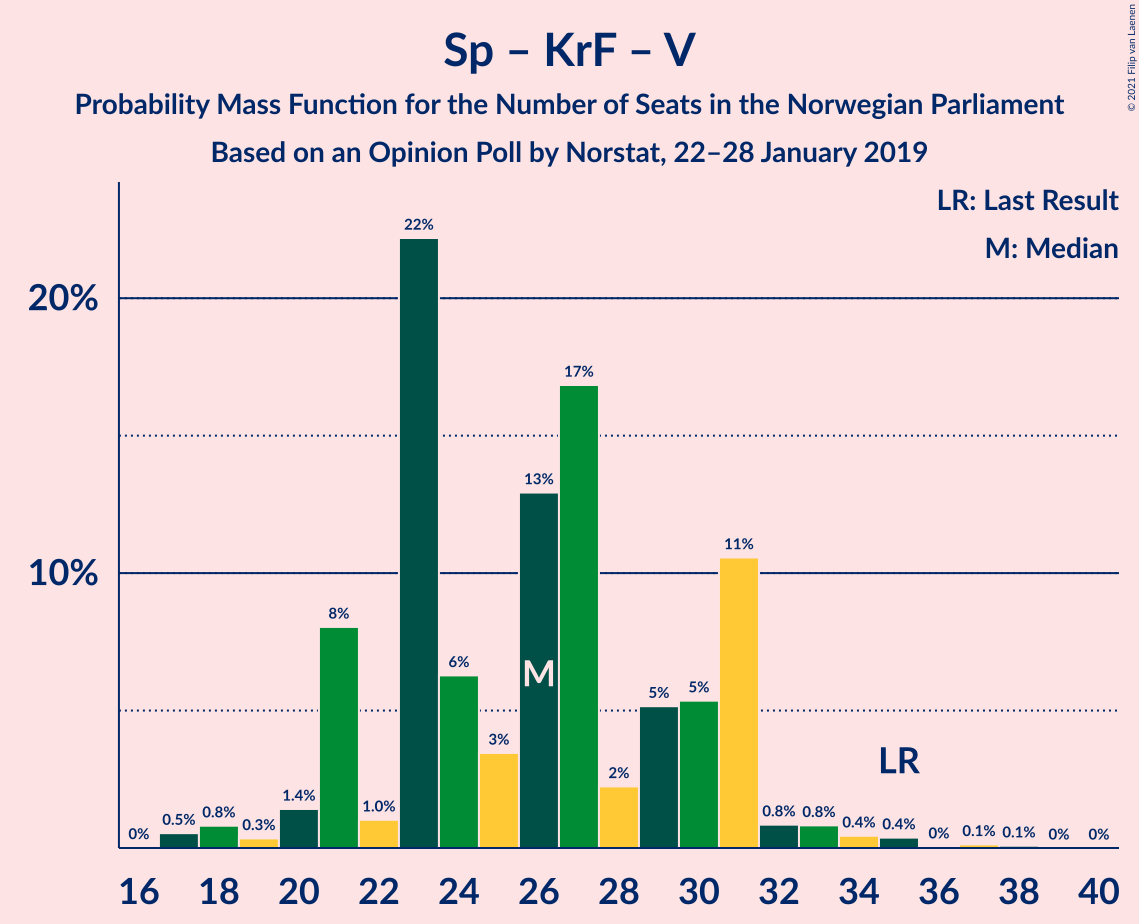 © 2021 Filip van Laenen
Sp – KrF – V
Probability Mass Function for the Number of Seats in the Norwegian Parliament
Based on an Opinion Poll by Norstat, 22–28 January 2019
LR: Last Result
M: Median
20%
10%
0% 0.5% 0.8% 0.3% 1.4% 8% 1.0% 22% 6% 3% 13% 17% 2% 5% 5% 11% 0.8% 0.8% 0.4% 0.4% 0% 0.1% 0.1% 0% 0%
M
LR
16 18 20 22 24 26 28 30 32 34 36 38 40